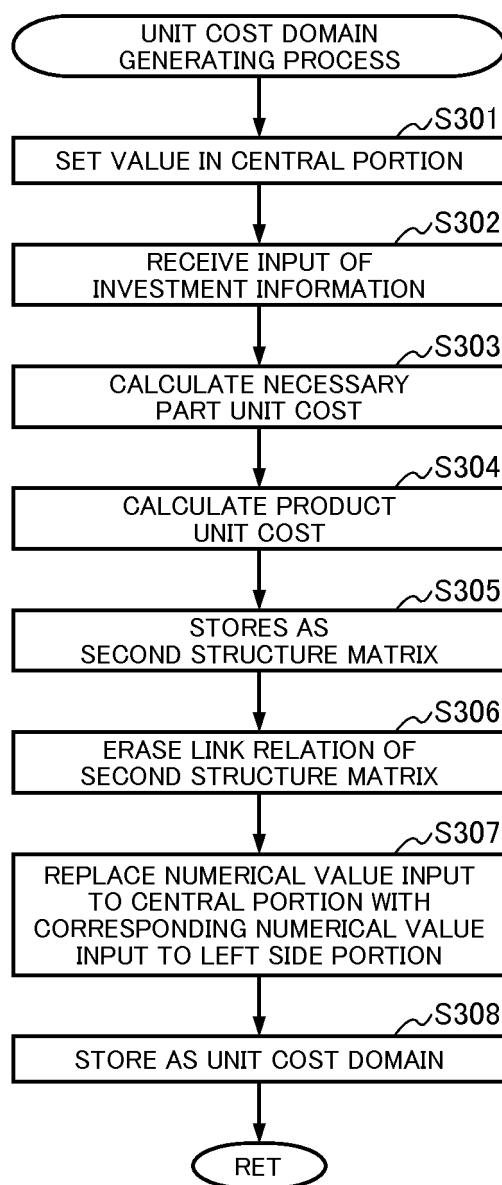 UNIT COST DOMAIN
GENERATING PROCESS
S301
SET VALUE IN CENTRAL PORTION
S302
RECEIVE INPUT OF
INVESTMENT INFORMATION
S303
CALCULATE NECESSARY
PART UNIT COST
S304
CALCULATE PRODUCT
UNIT COST
S305
STORES AS
SECOND STRUCTURE MATRIX
S306
ERASE LINK RELATION OF
SECOND STRUCTURE MATRIX
S307
REPLACE NUMERICAL VALUE INPUT
TO CENTRAL PORTION WITH
CORRESPONDING NUMERICAL VALUE
INPUT TO LEFT SIDE PORTION
S308
STORE AS UNIT COST DOMAIN
RET